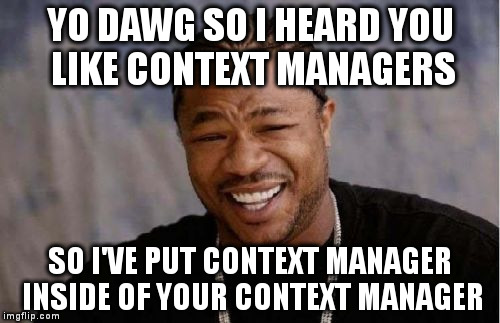 YO DAWG SO I HEARD YOU
LIKE CONTEXT MANAGERS
SO I'VE PUT CONTEXT MANAGER
INSIDE OF YOUR CONTEXT MANAGER
imgflip.com